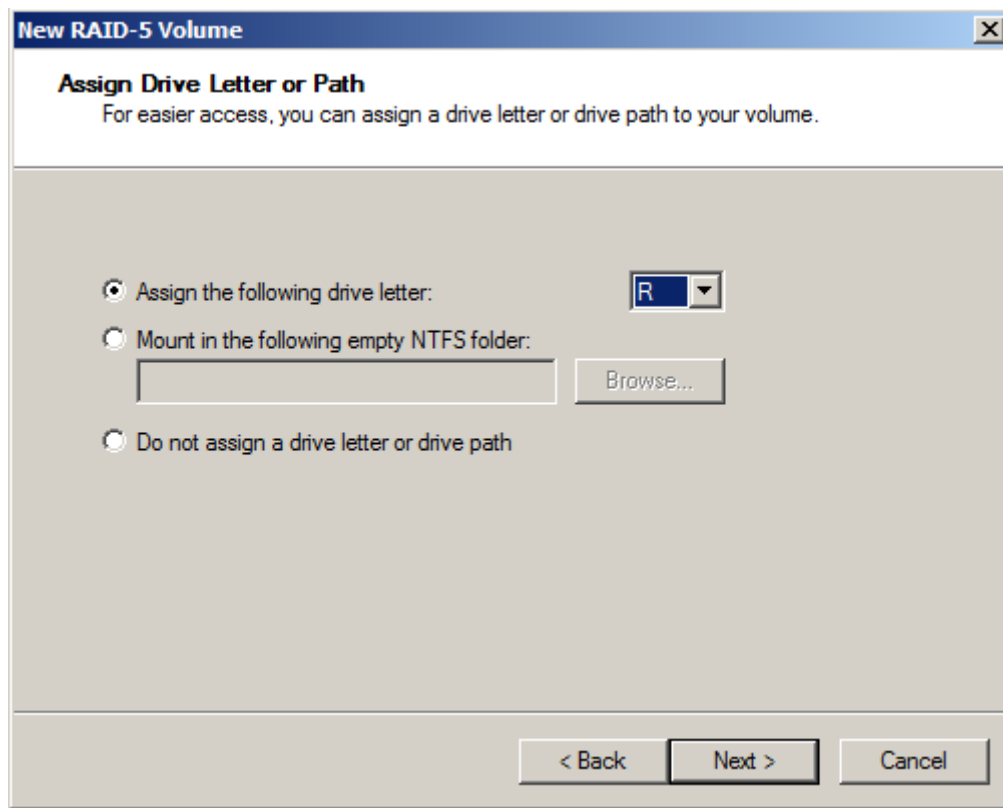 New RAID-5 Volume
Assign Drive Letter or Path
For easier access, you can assign a drive letter or drive path to your volume.
Assign the following drive letter: R
Mount in the following empty NTFS folder:
Browse...
Do not assign a drive letter or drive path
< Back Next > Cancel